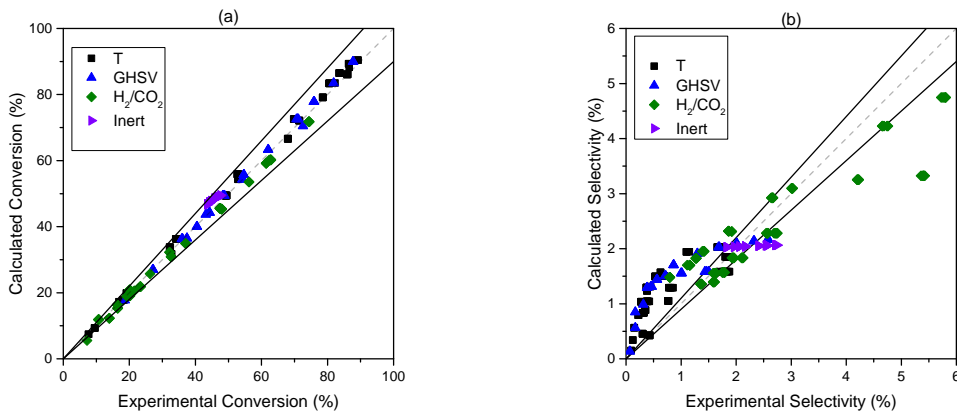 (a)
100
80
60
40
20
0
Calculated Conversion (%)
T
GHSV
H₂/CO₂
Inert
0 20 40 60 80 100
Experimental Conversion (%)
(b)
6
5
4
3
2
1
0
Calculated Selectivity (%)
T
GHSV
H₂/CO₂
Inert
0 1 2 3 4 5 6
Experimental Selectivity (%)